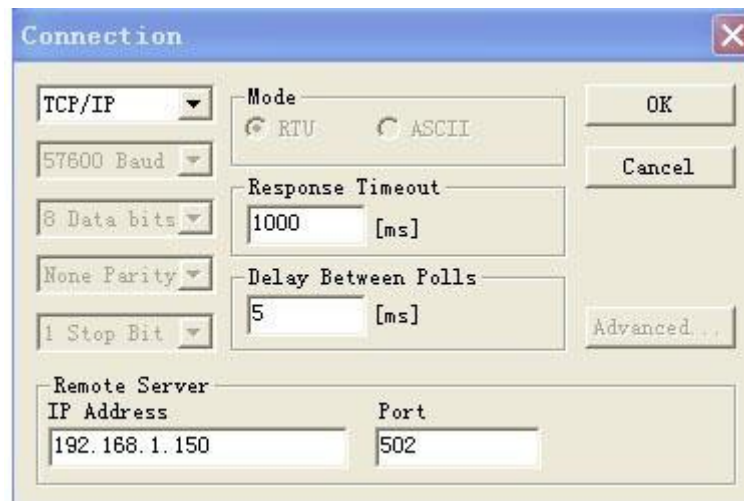 Connection
TCP/IP
57600 Baud
8 Data bits
None Parity
1 Stop Bit
Mode
RTU ASCII
Response Timeout
1000 [ms]
Delay Between Polls
5 [ms]
OK
Cancel
Advanced...
Remote Server
IP Address Port
192.168.1.150 502